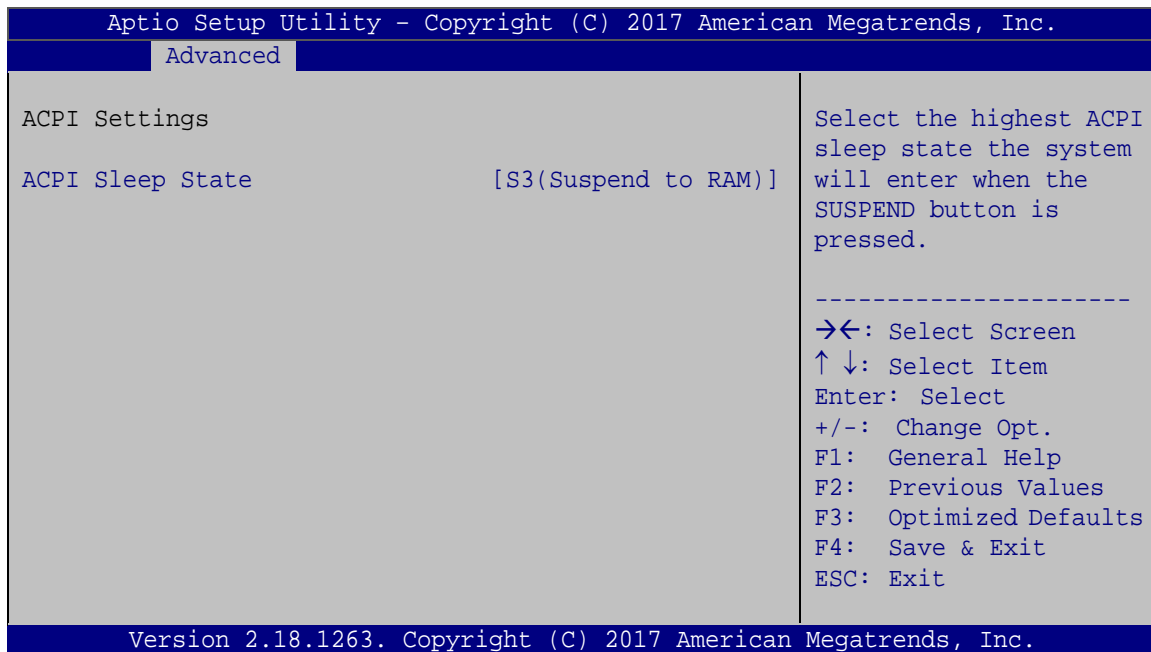 Aptio Setup Utility – Copyright (C) 2017 American Megatrends, Inc.
Advanced
ACPI Settings
ACPI Sleep State [S3(Suspend to RAM)]
Select the highest ACPI
sleep state the system
will enter when the
SUSPEND button is
pressed.
----------------------
→←: Select Screen
↑ ↓: Select Item
Enter: Select
+/-: Change Opt.
F1: General Help
F2: Previous Values
F3: Optimized Defaults
F4: Save & Exit
ESC: Exit
Version 2.18.1263. Copyright (C) 2017 American Megatrends, Inc.